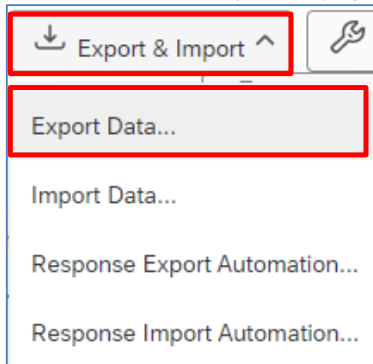 Export & Import
Export Data...
Import Data...
Response Export Automation...
Response Import Automation...